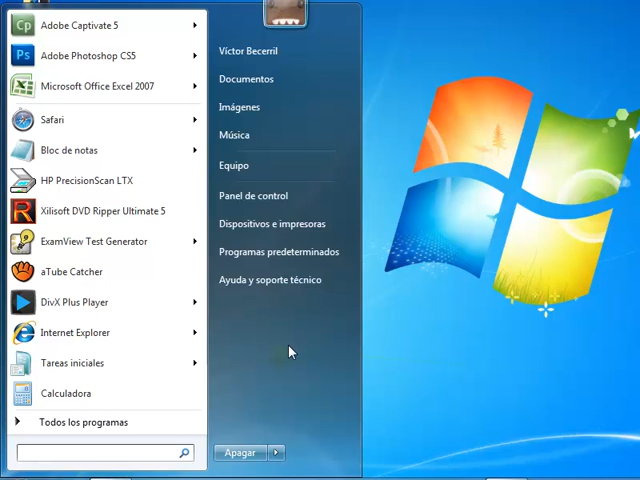 Cp
Adobe Captivate 5
Ps
Adobe Photoshop CS5
Microsoft Office Excel 2007
Safari
Bloc de notas
HP PrecisionScan LTX
Xilisoft DVD Ripper Ultimate 5
ExamView Test Generator
aTube Catcher
DivX Plus Player
Internet Explorer
Tareas iniciales
Calculadora
Todos los programas
Víctor Becerril
Documentos
Imágenes
Música
Equipo
Panel de control
Dispositivos e impresoras
Programas predeterminados
Ayuda y soporte técnico
Apagar